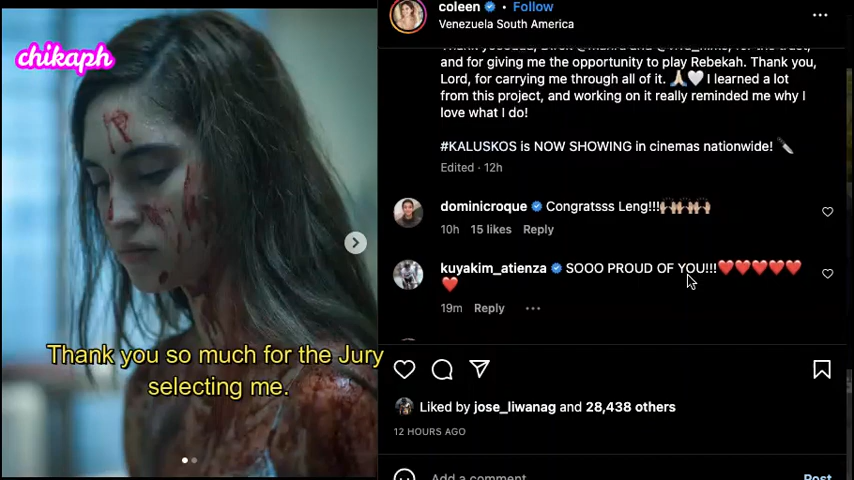 chikaph
Thank you so much for the Jury
selecting me.
coleen • Follow
Venezuela South America
and for giving me the opportunity to play Rebekah. Thank you,
Lord, for carrying me through all of it. 🙏🏼🤍 I learned a lot
from this project, and working on it really reminded me why I
love what I do!
#KALUSKOS is NOW SHOWING in cinemas nationwide! 🔪
Edited · 12h
dominicroque Congratsss Leng!!!🙌🏼🙌🏼🙌🏼
10h 15 likes Reply
kuyakim_atienza SOOO PROUD OF YOU!!!❤️❤️❤️❤️❤️
❤️
19m Reply
Liked by jose_liwanag and 28,438 others
12 HOURS AGO
Add a comment...
Post